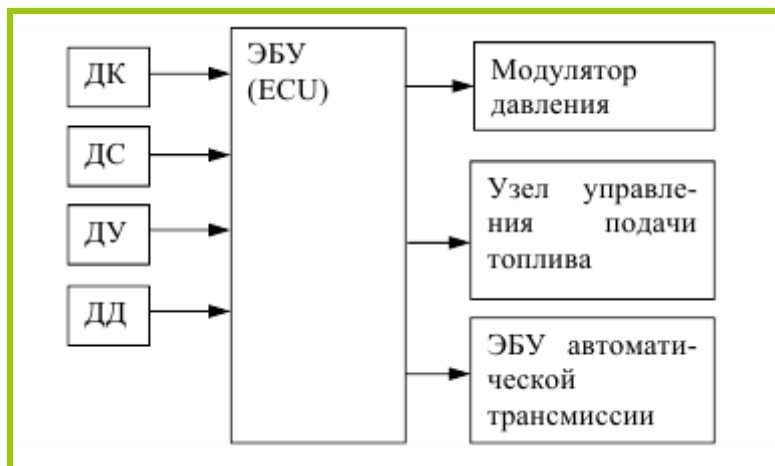 ДК
ДС
ДУ
ДД
ЭБУ
(ECU)
Модулятор
давления
Узел управле-
ния подачи
топлива
ЭБУ автомати-
ческой
трансмиссии